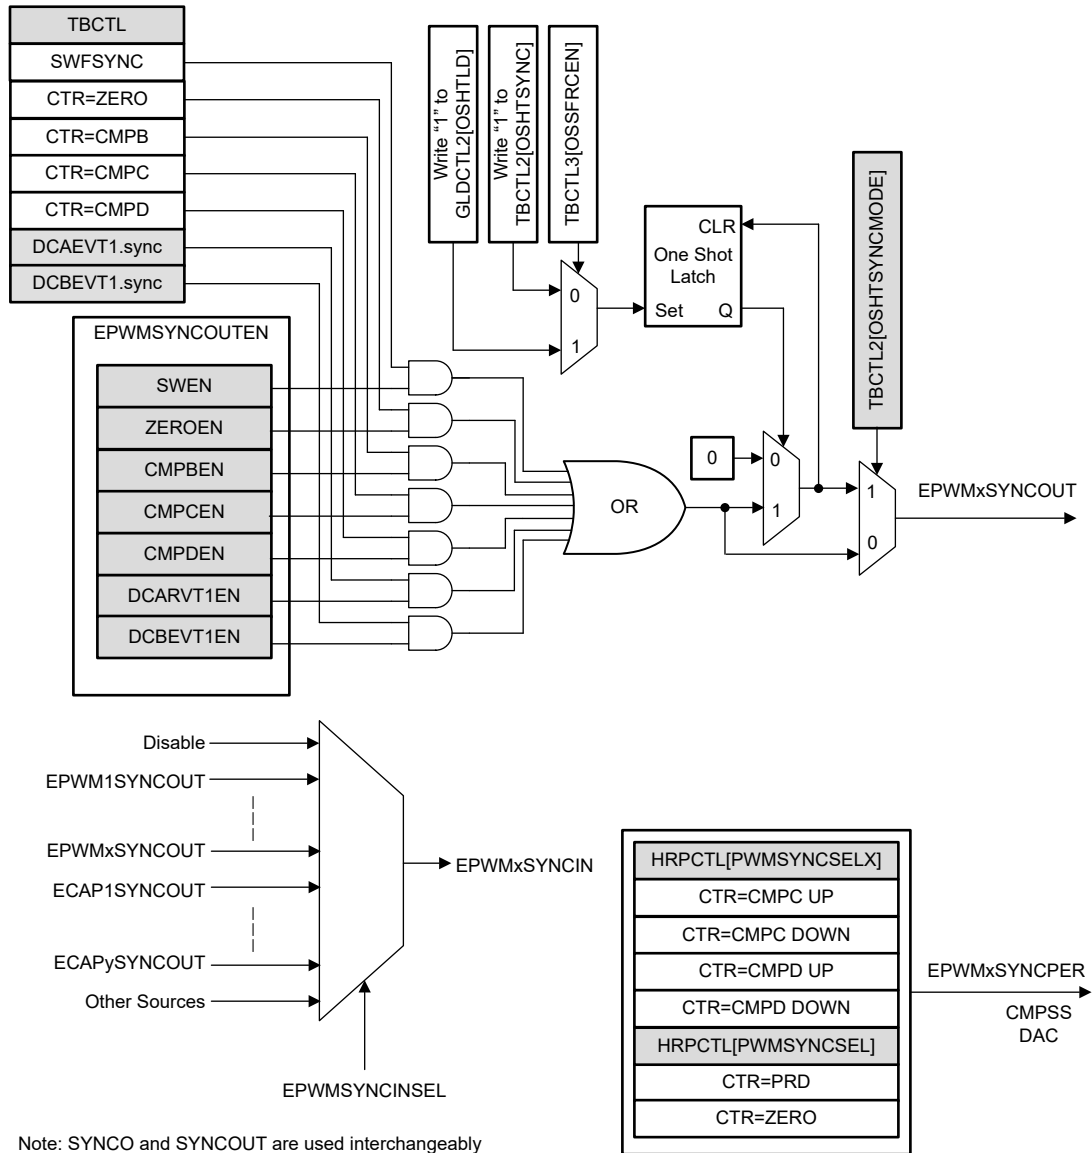 TBCTL
SWFSYNC
CTR=ZERO
CTR=CMPB
CTR=CMPC
CTR=CMPD
DCAEVT1.sync
DCBEVT1.sync
Write “1” to
GLDCTL2[OSHTLD]
Write “1” to
TBCTL2[OSHTSYNC]
TBCTL3[OSSFRCEN]
CLR
One Shot
Latch
Set
Q
0
1
TBCTL2[OSHTSYNCMODE]
EPWMSYNCOUTEN
SWEN
ZEROEN
CMPBEN
CMPCEN
CMPDEN
DCARVT1EN
DCBEVT1EN
OR
0
0
1
1
0
EPWMxSYNCOUT
Disable
EPWM1SYNCOUT
EPWMxSYNCOUT
ECAP1SYNCOUT
ECAPySYNCOUT
Other Sources
EPWMxSYNCIN
EPWMSYNCINSEL
HRPCTL[PWMSYNCSELX]
CTR=CMPC UP
CTR=CMPC DOWN
CTR=CMPD UP
CTR=CMPD DOWN
HRPCTL[PWMSYNCSEL]
CTR=PRD
CTR=ZERO
EPWMxSYNCPER
CMPSS
DAC
Note: SYNCO and SYNCOUT are used interchangeably